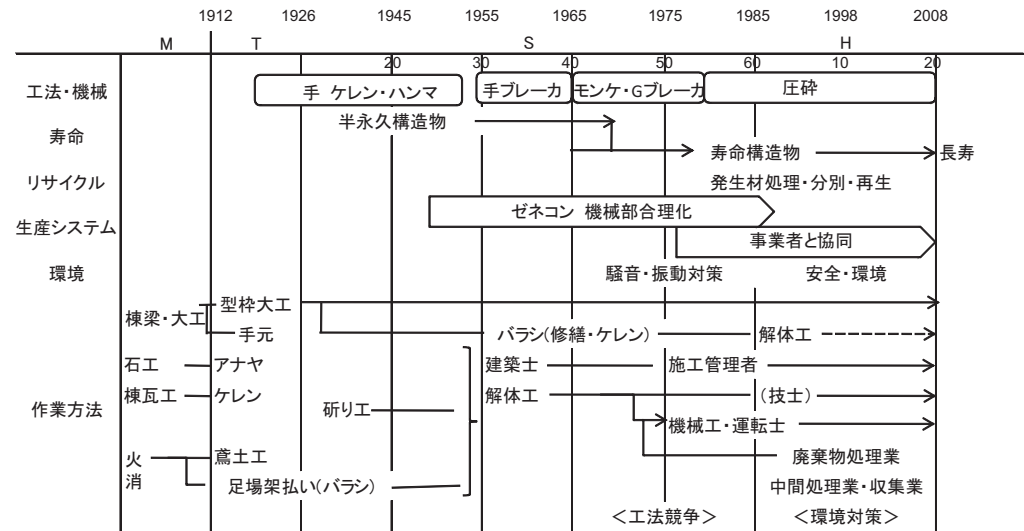 1912 1926 1945 1955 1965 1975 1985 1998 2008
M T S H
20 30 40 50 60 10 20
工法・機械 手 ケレン・ハンマ 手ブレーカ モンケ・Gブレーカ 圧砕
半永久構造物
寿命 寿命構造物 長寿
リサイクル 発生材処理・分別・再生
ゼネコン 機械部合理化
生産システム 事業者と協同
環境 騒音・振動対策 安全・環境
型枠大工
棟梁・大工
手元 バラシ(修繕・ケレン) 解体工
石工 アナヤ 建築士 施工管理者
棟瓦工 ケレン 解体工 (技士)
作業方法 斫り工
機械工・運転士
火消 鳶土工 廃棄物処理業
足場架払い(バラシ) 中間処理業・収集業
＜工法競争＞ ＜環境対策＞